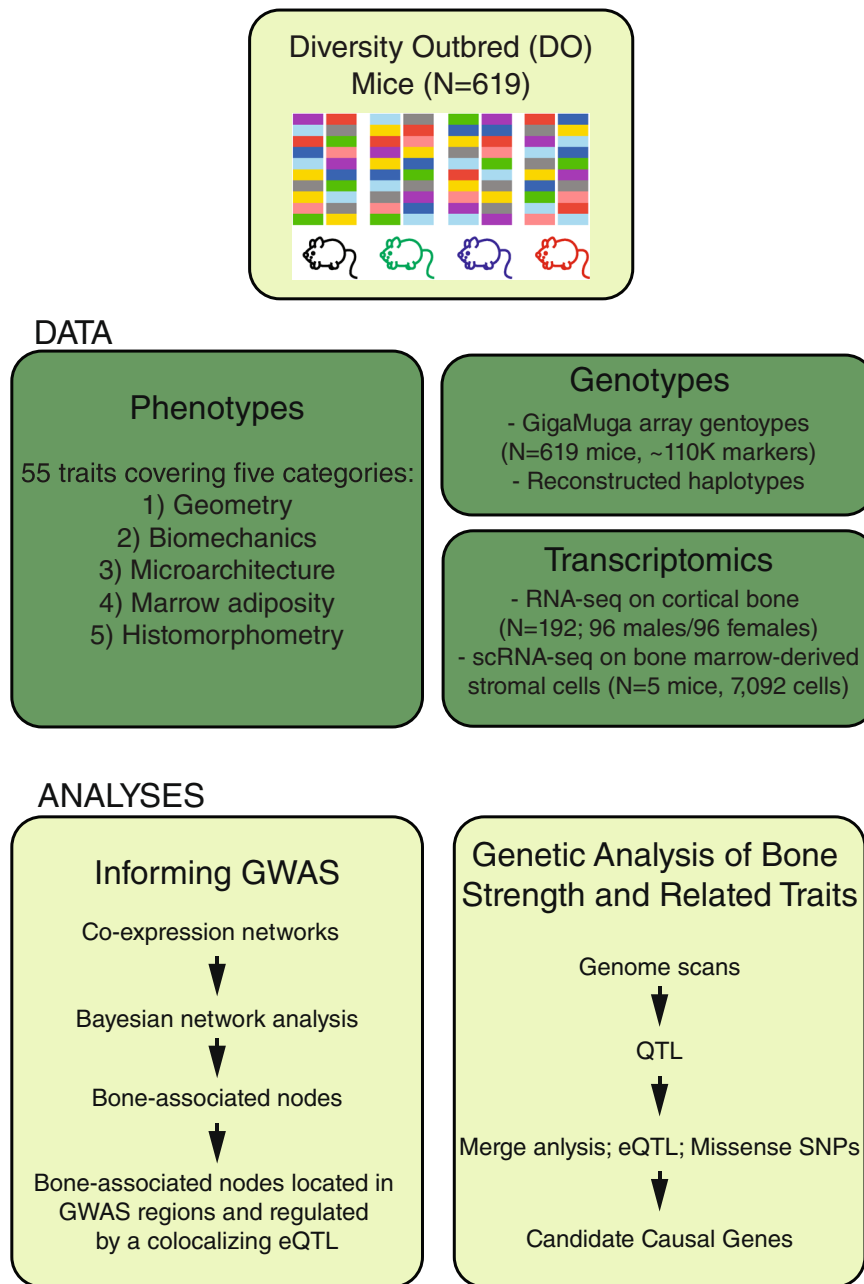 Diversity Outbred (DO)
Mice (N=619)
DATA
Phenotypes
55 traits covering five categories:
1) Geometry
2) Biomechanics
3) Microarchitecture
4) Marrow adiposity
5) Histomorphometry
Genotypes
- GigaMuga array gentoypes
(N=619 mice, ~110K markers)
- Reconstructed haplotypes
Transcriptomics
- RNA-seq on cortical bone
(N=192; 96 males/96 females)
- scRNA-seq on bone marrow-derived
stromal cells (N=5 mice, 7,092 cells)
ANALYSES
Informing GWAS
Co-expression networks
Bayesian network analysis
Bone-associated nodes
Bone-associated nodes located in
GWAS regions and regulated
by a colocalizing eQTL
Genetic Analysis of Bone
Strength and Related Traits
Genome scans
QTL
Merge anlysis; eQTL; Missense SNPs
Candidate Causal Genes